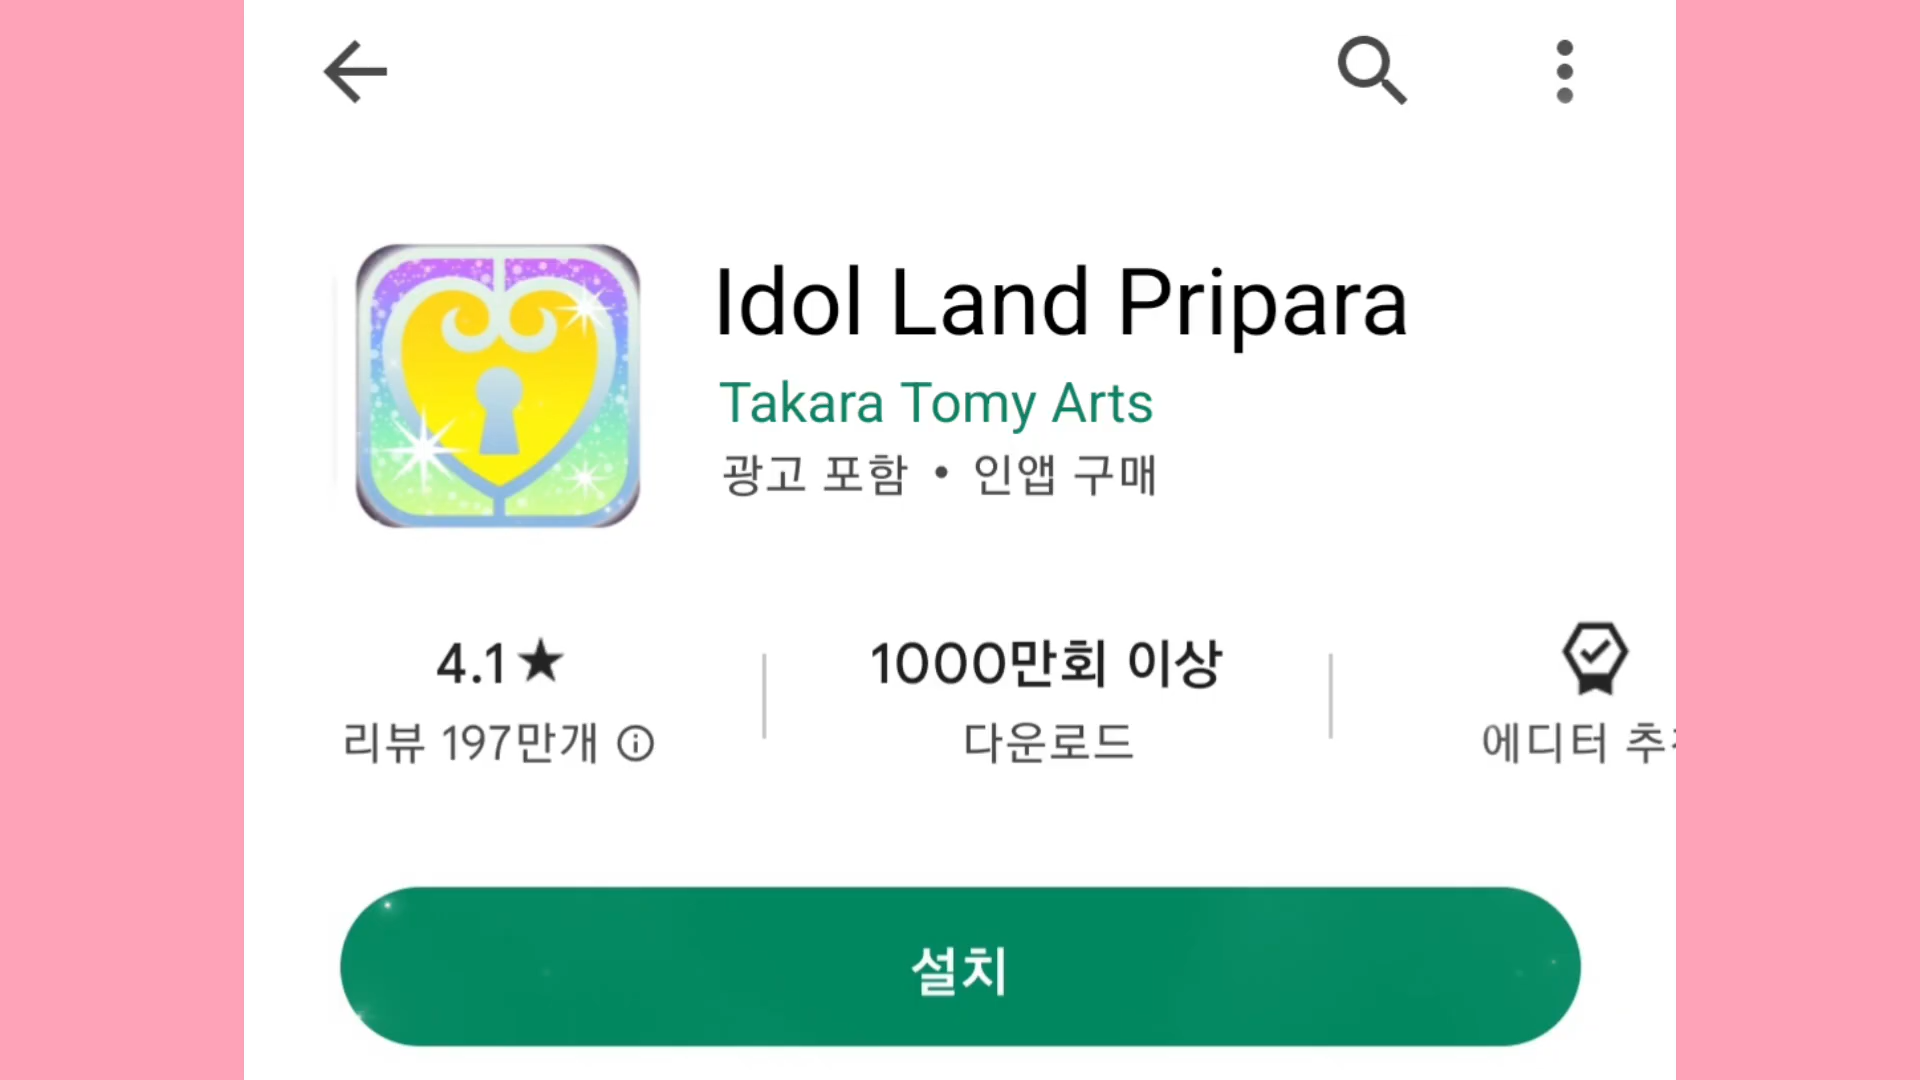 Idol Land Pripara
Takara Tomy Arts
광고 포함 • 인앱 구매
4.1★
1000만회 이상
리뷰 197만개
다운로드
에디터
설치